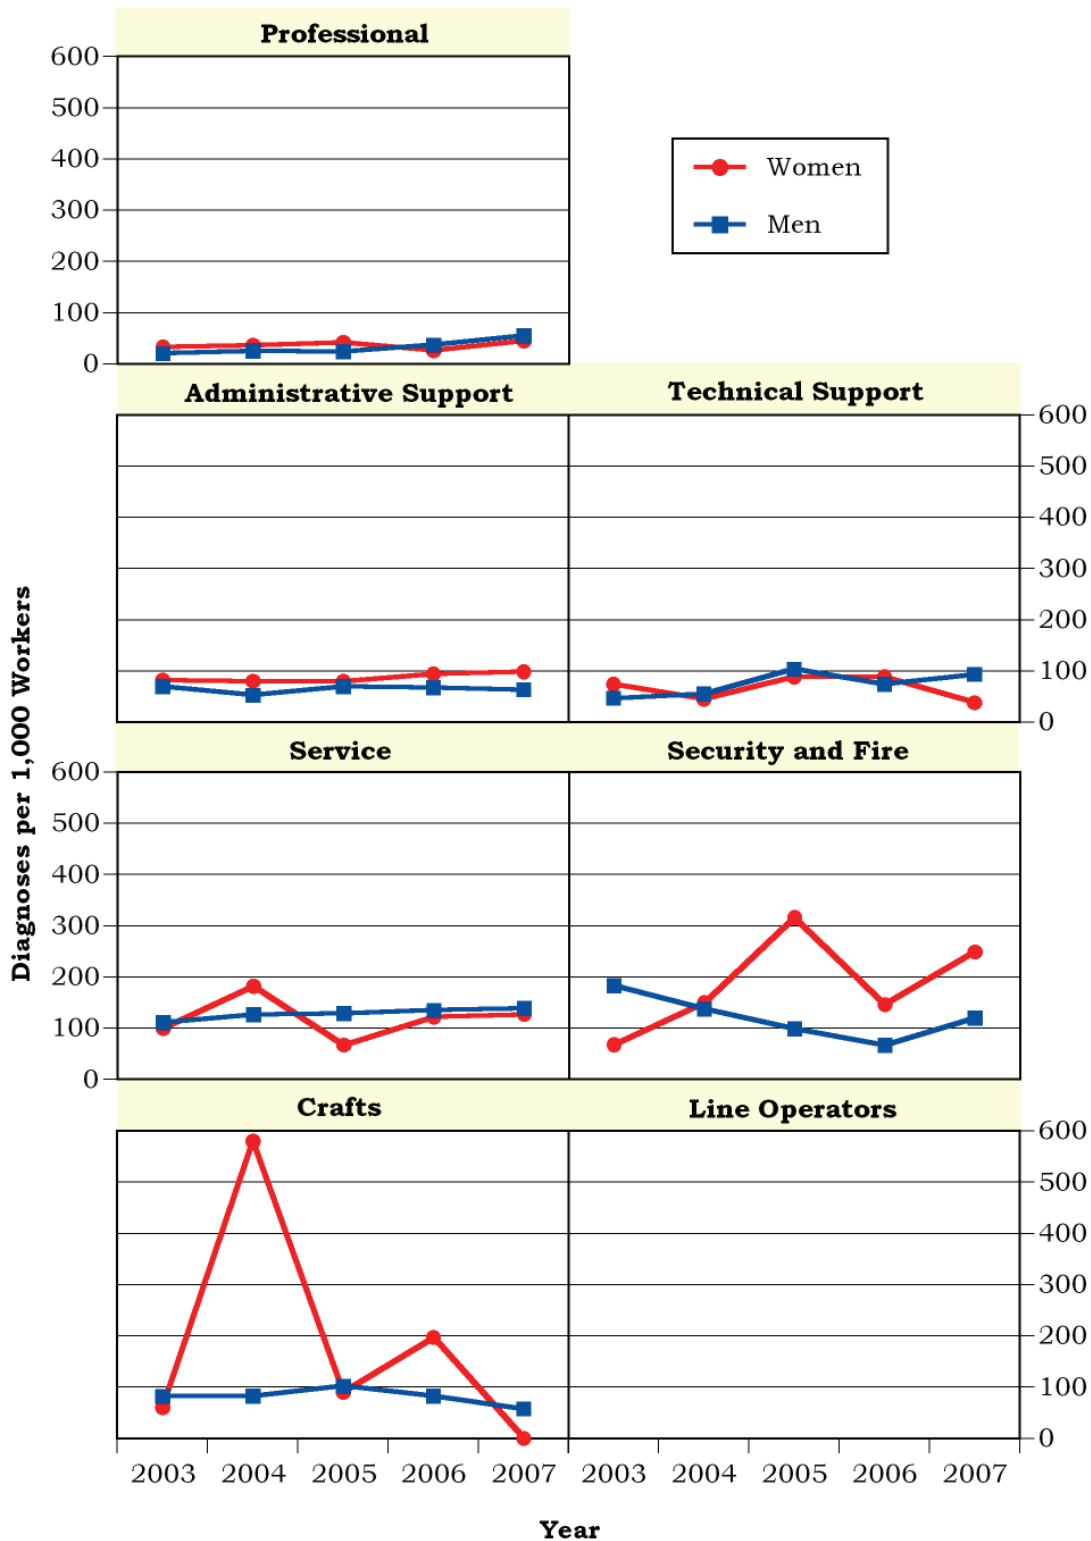 Professional
600
500
400
300
200
100
0
Women
Men
Administrative Support
Technical Support
600
500
400
300
200
100
0
Diagnoses per 1,000 Workers
Service
Security and Fire
600
500
400
300
200
100
0
Crafts
Line Operators
600
500
400
300
200
100
0
2003 2004 2005 2006 2007 2003 2004 2005 2006 2007
Year